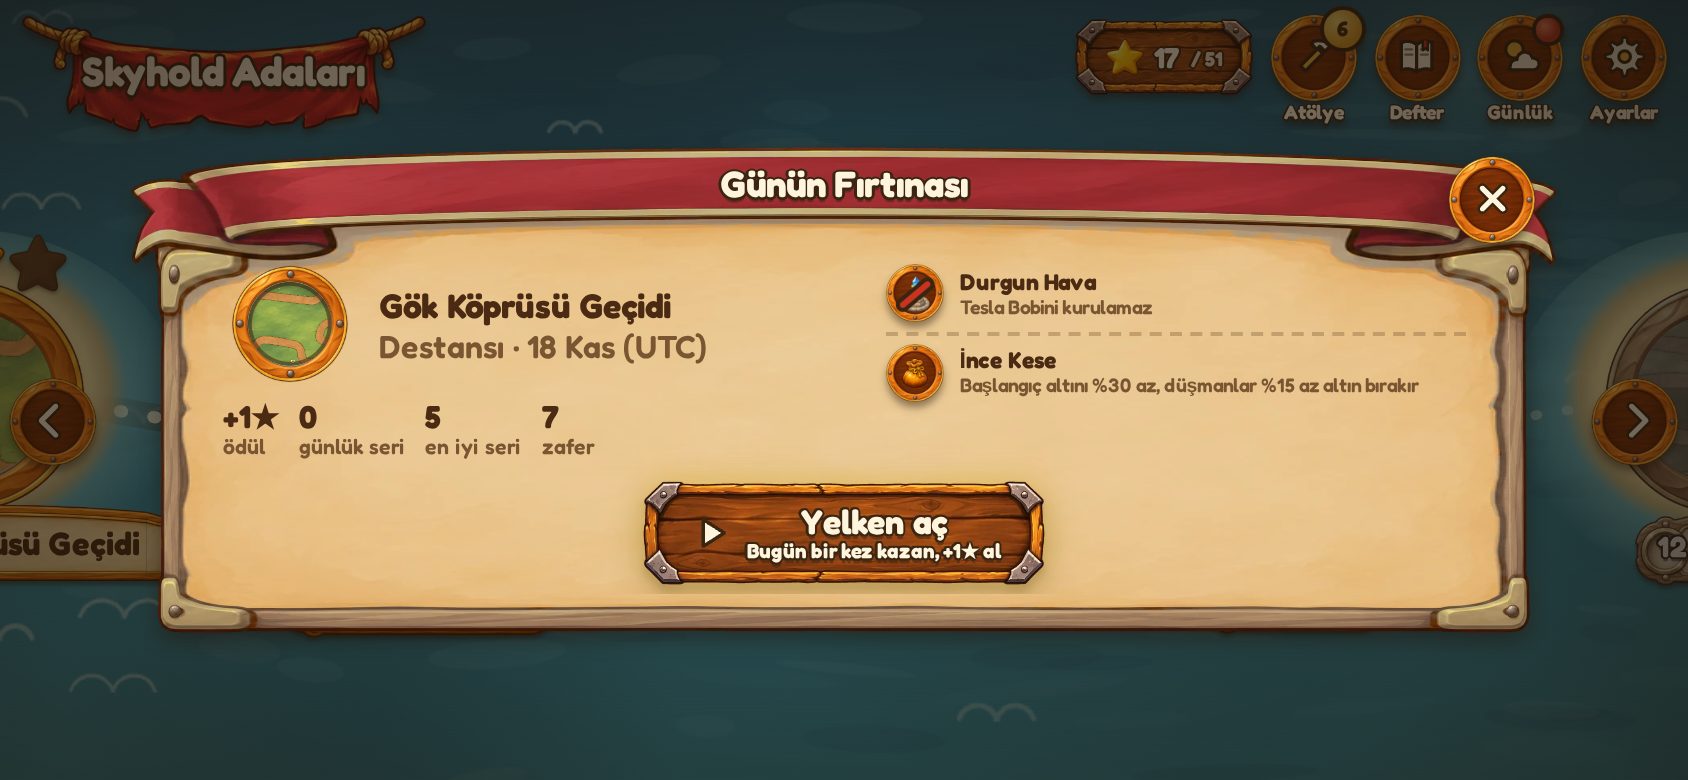 Skyhold Adaları
17 / 51
6
Atölye
Defter
Günlük
Ayarlar
Günün Fırtınası
Gök Köprüsü Geçidi
Destansı · 18 Kas (UTC)
+1★ 0 5 7
ödül günlük seri en iyi seri zafer
Durgun Hava
Tesla Bobini kurulamaz
İnce Kese
Başlangıç altını %30 az, düşmanlar %15 az altın bırakır
Yelken aç
Bugün bir kez kazan, +1★ al
Geçidi
12